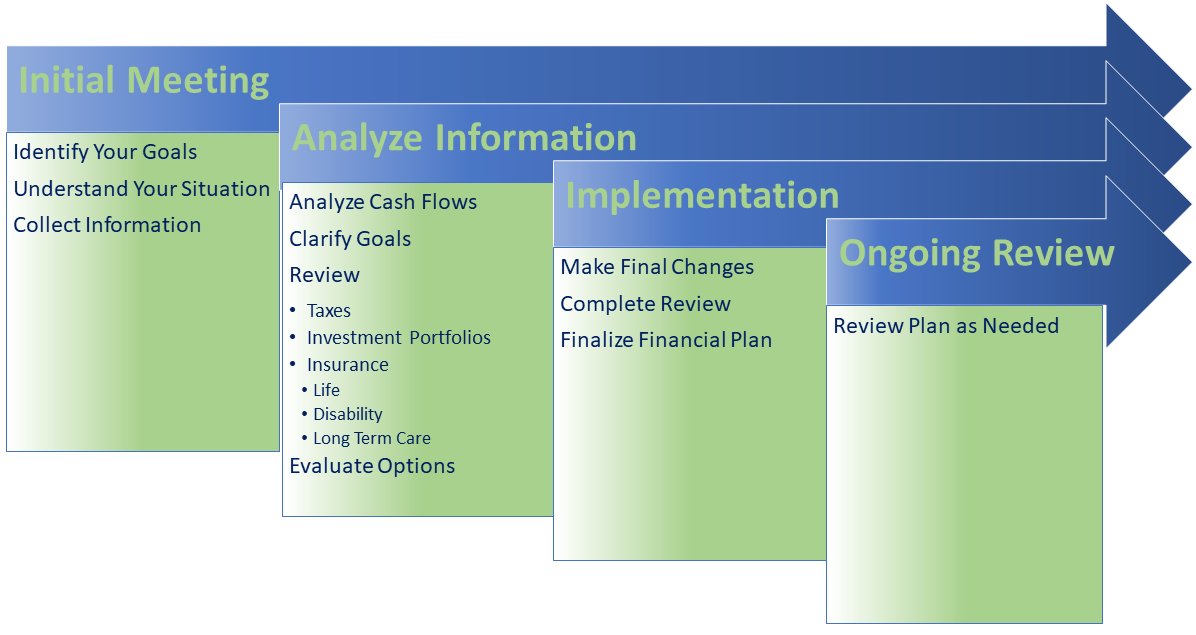 Initial Meeting
Identify Your Goals
Understand Your Situation
Collect Information
Analyze Information
Analyze Cash Flows
Clarify Goals
Review
• Taxes
• Investment Portfolios
• Insurance
• Life
• Disability
• Long Term Care
Evaluate Options
Implementation
Make Final Changes
Complete Review
Finalize Financial Plan
Ongoing Review
Review Plan as Needed